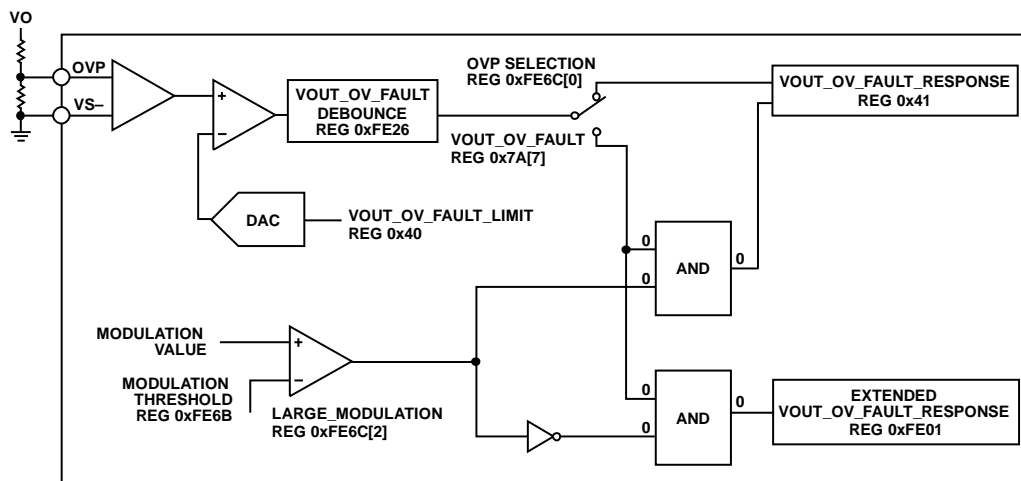 VO
OVP
VS–
+
–
VOUT_OV_FAULT
DEBOUNCE
REG 0xFE26
OVP SELECTION
REG 0xFE6C[0]
VOUT_OV_FAULT
REG 0x7A[7]
VOUT_OV_FAULT_RESPONSE
REG 0x41
DAC
VOUT_OV_FAULT_LIMIT
REG 0x40
0
0
AND
0
MODULATION
VALUE
+
–
MODULATION
THRESHOLD
REG 0xFE6B
LARGE_MODULATION
REG 0xFE6C[2]
0
0
AND
0
EXTENDED
VOUT_OV_FAULT_RESPONSE
REG 0xFE01